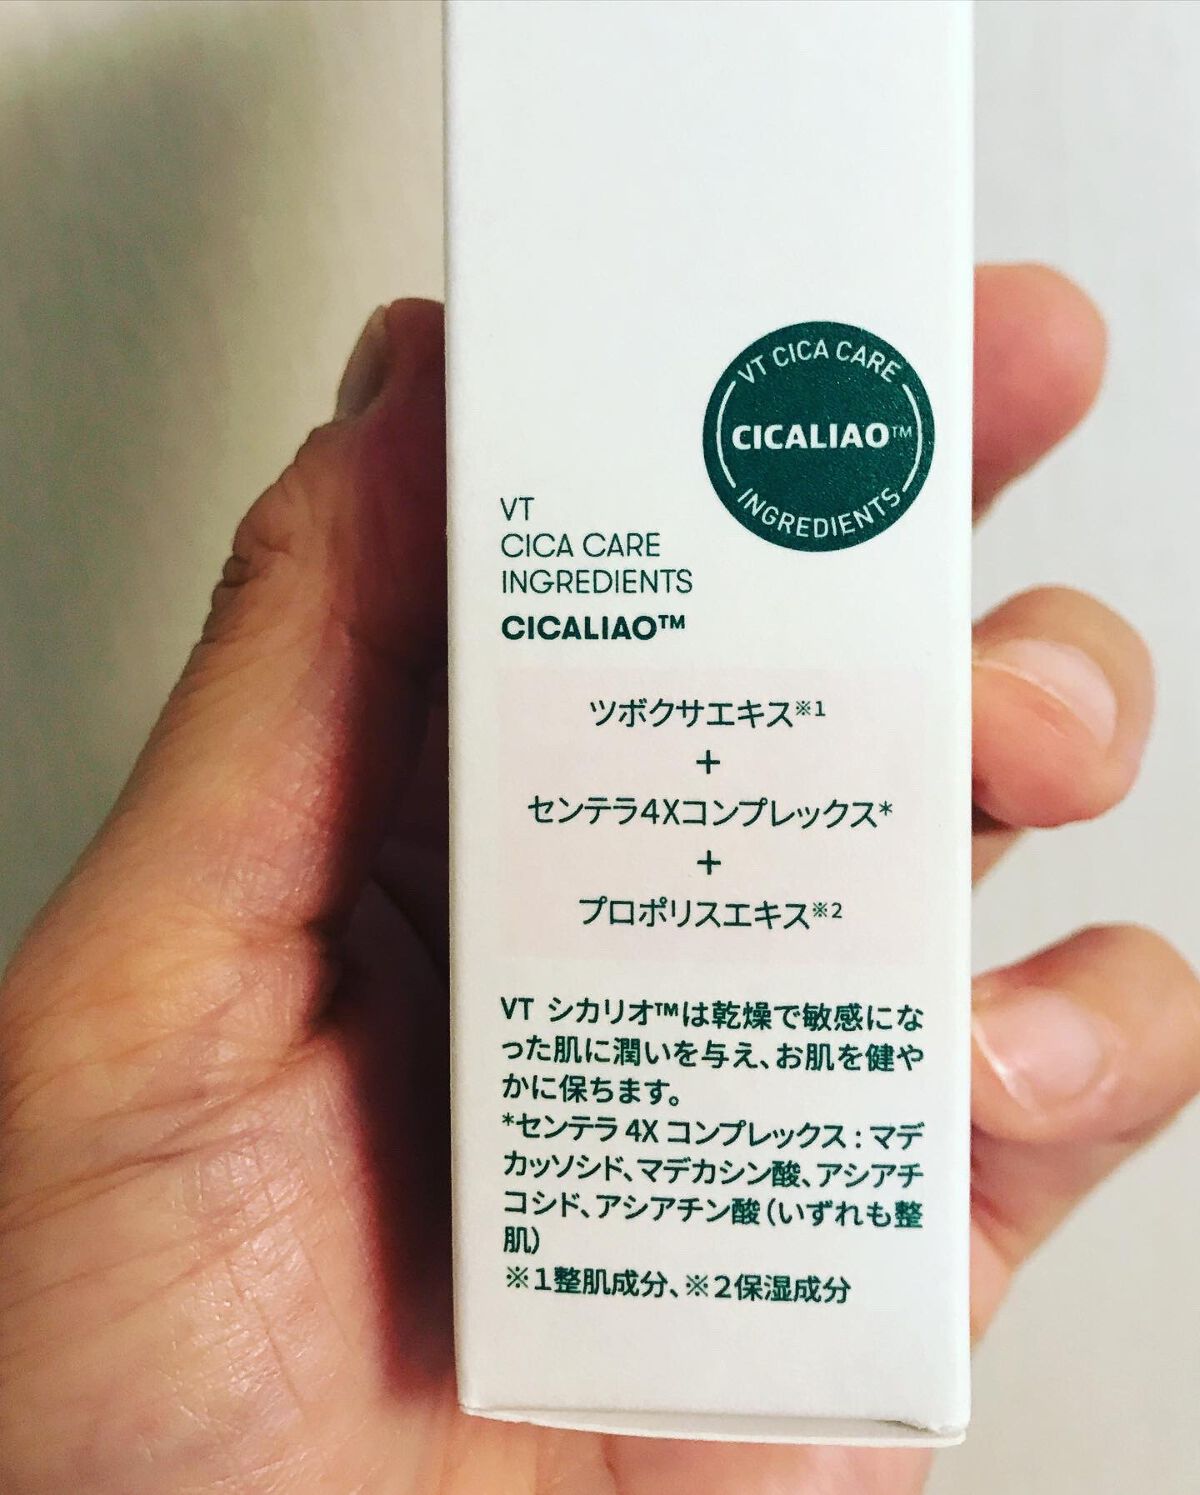 VT CICA CARE
CICALIAO™
INGREDIENTS
VT
CICA CARE
INGREDIENTS
CICALIAO™
ツボクサエキス※1
+
センテラ4Xコンプレックス*
+
プロポリスエキス※2
VT シカリオ™は乾燥で敏感にな
った肌に潤いを与え、お肌を健や
かに保ちます。
*センテラ 4X コンプレックス : マデ
カッソシド、マデカシン酸、アシアチ
コシド、アシアチン酸（いずれも整
肌）
※1整肌成分、※2保湿成分